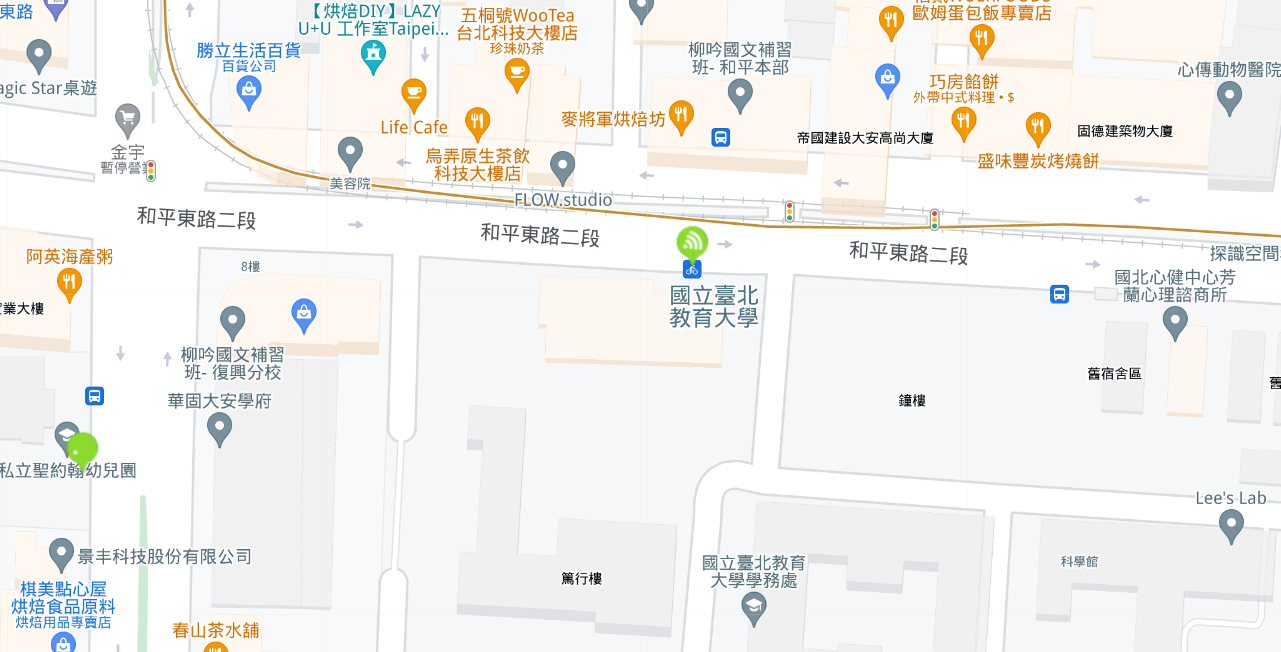 東路
【烘焙DIY】LAZY
U+U 工作室Taipei...
五桐號WooTea
台北科技大樓店
珍珠奶茶
歐姆蛋包飯專賣店
勝立生活百貨
百貨公司
柳吟國文補習
班- 和平本部
巧房餡餅
外帶中式料理・$
心傳動物醫院
agic Star桌遊
Life Cafe
麥將軍烘焙坊
帝國建設大安高尚大廈
固德建築物大廈
金宇
暫停營業
烏弄原生茶飲
科技大樓店
盛味豐炭烤燒餅
美容院
FLOW.studio
和平東路二段
和平東路二段
和平東路二段
探識空間
阿英海產粥
8樓
國立臺北
教育大學
國北心健中心芳
蘭心理諮商所
業大樓
柳吟國文補習
班- 復興分校
華固大安學府
舊宿舍區
舊
鐘樓
私立聖約翰幼兒園
Lee's Lab
景丰科技股份有限公司
篤行樓
國立臺北教育
大學學務處
科學館
棋美點心屋
烘焙食品原料
烘焙用品專賣店
春山茶水舖